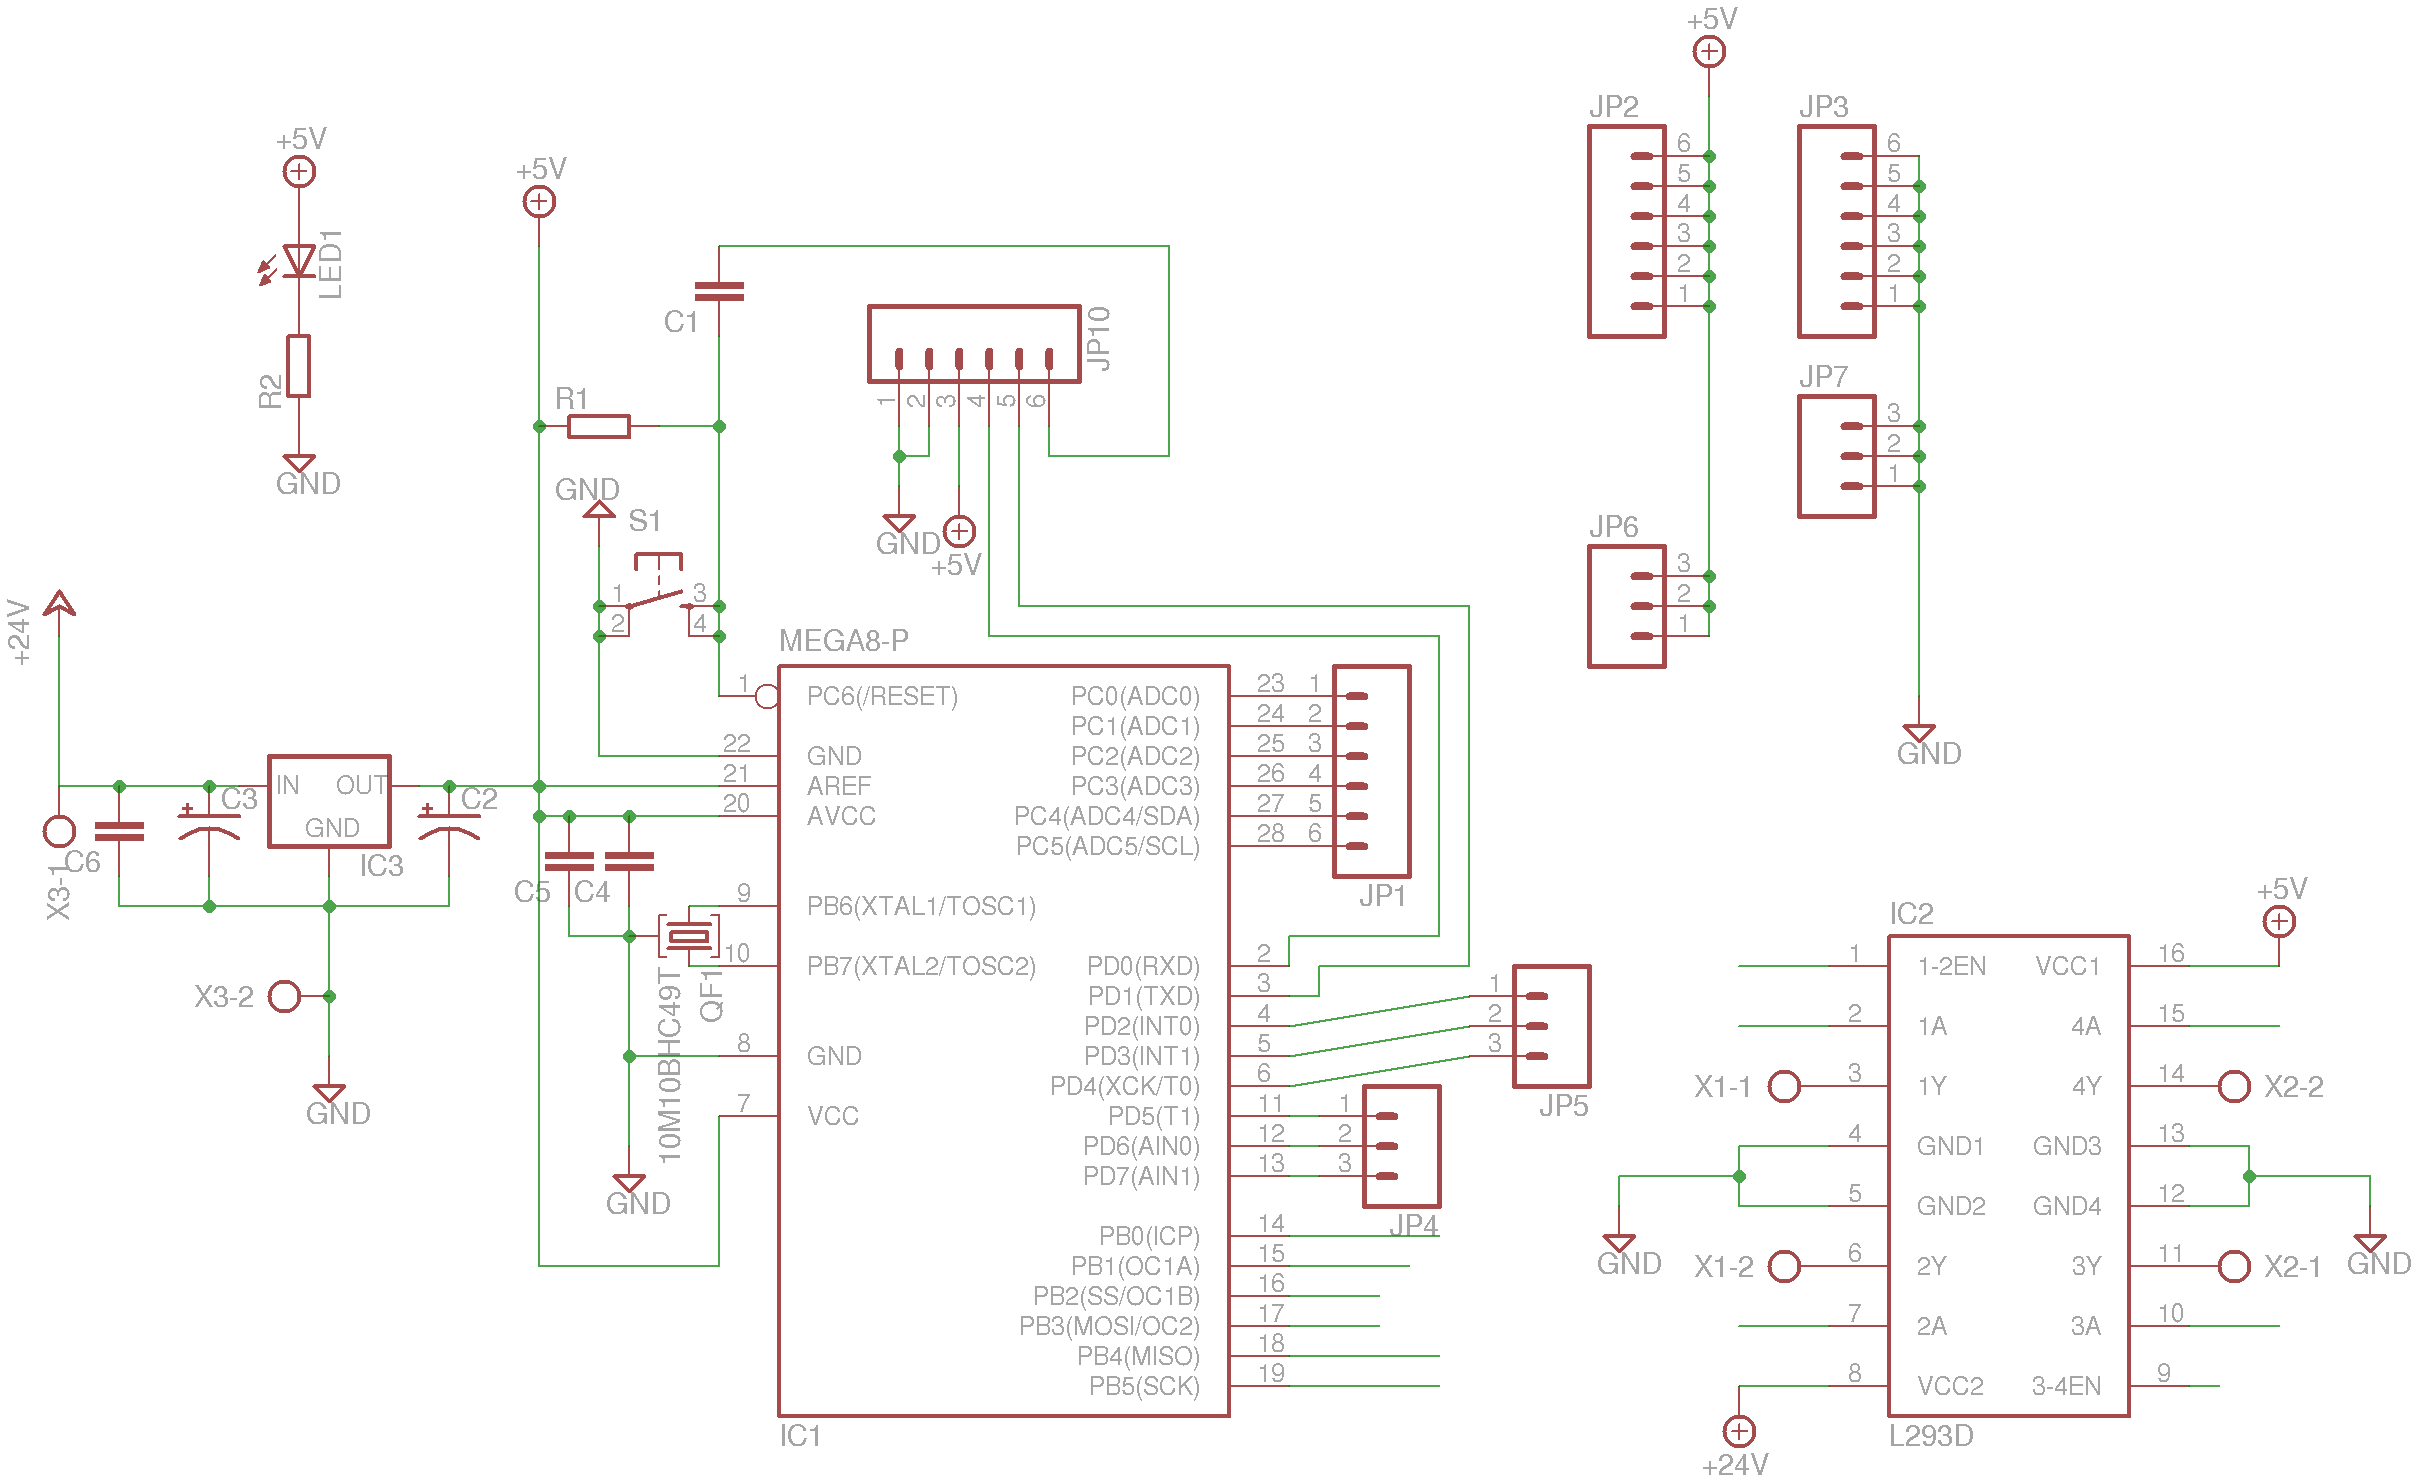 +5V
+5V
+5V
JP2
JP3
6
5
4
3
2
1
6
5
4
3
2
1
LED1
R2
GND
C1
JP10
1
2
3
4
5
6
R1
GND
S1
1
2
3
4
GND
+5V
JP7
3
2
1
JP6
3
2
1
GND
+24V
X3-1
C6
C3
IN
OUT
GND
IC3
C2
X3-2
GND
C5
C4
10M10BHC49T
QF1
GND
MEGA8-P
1
PC6(/RESET)
22
GND
21
AREF
20
AVCC
9
PB6(XTAL1/TOSC1)
10
PB7(XTAL2/TOSC2)
8
GND
7
VCC
PC0(ADC0)
23
1
PC1(ADC1)
24
2
PC2(ADC2)
25
3
PC3(ADC3)
26
4
PC4(ADC4/SDA)
27
5
PC5(ADC5/SCL)
28
6
JP1
PD0(RXD)
2
PD1(TXD)
3
PD2(INT0)
4
PD3(INT1)
5
PD4(XCK/T0)
6
1
2
3
JP5
PD5(T1)
11
1
PD6(AIN0)
12
2
PD7(AIN1)
13
3
JP4
PB0(ICP)
14
PB1(OC1A)
15
PB2(SS/OC1B)
16
PB3(MOSI/OC2)
17
PB4(MISO)
18
PB5(SCK)
19
IC1
IC2
+5V
1
1-2EN
VCC1
16
2
1A
4A
15
X1-1
3
1Y
4Y
14
X2-2
4
GND1
GND3
13
5
GND2
GND4
12
GND
GND
X1-2
6
2Y
3Y
11
X2-1
7
2A
3A
10
8
VCC2
3-4EN
9
L293D
+24V